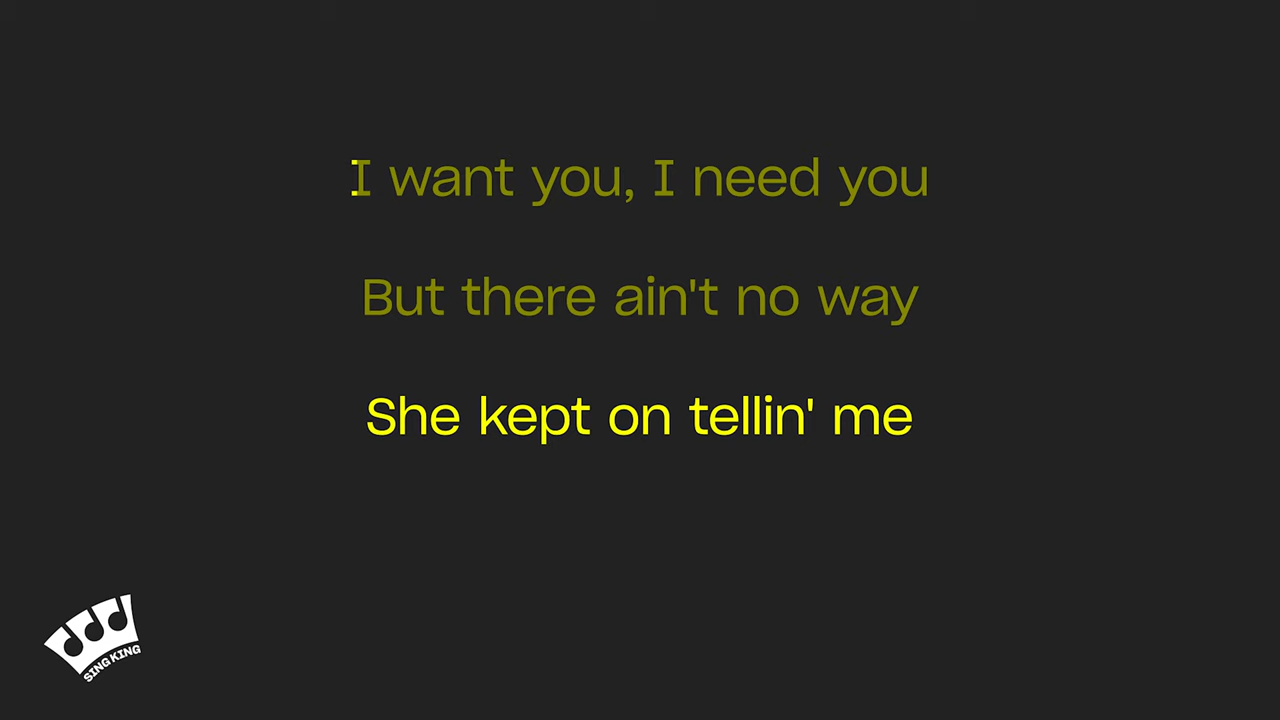 I want you, I need you
But there ain't no way
She kept on tellin' me
SING KING